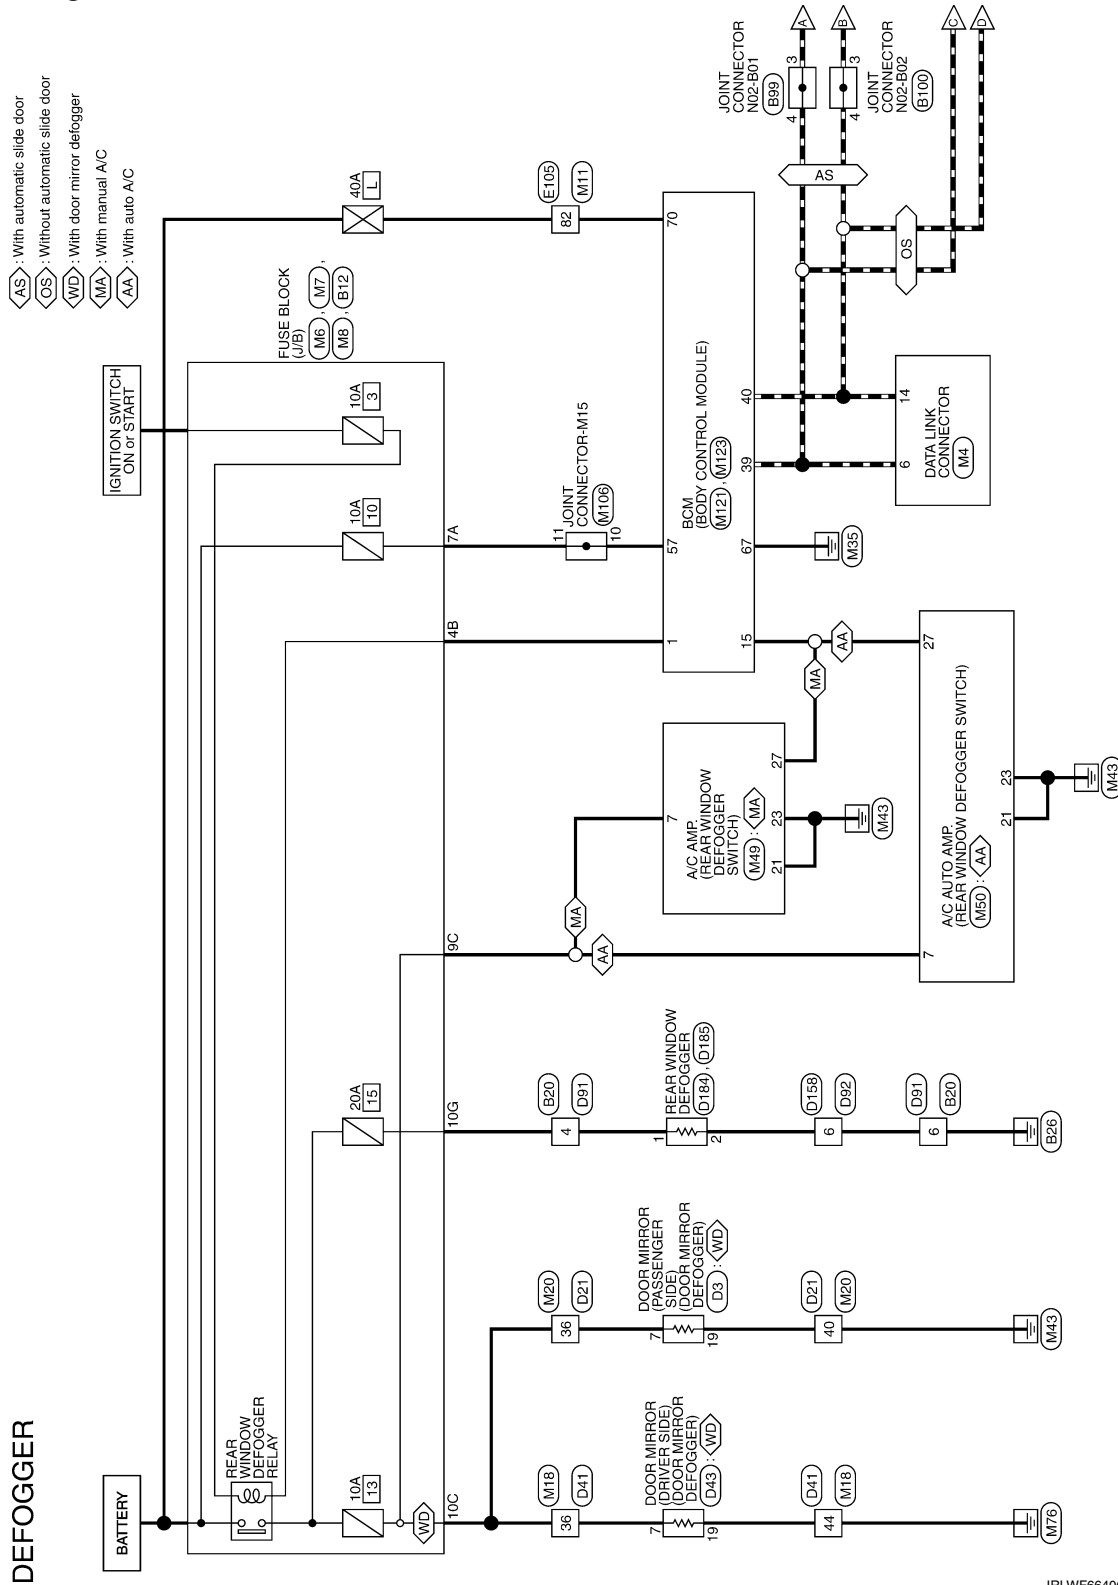 DEFOGGER
AS : With automatic slide door
OS : Without automatic slide door
WD : With door mirror defogger
MA : With manual A/C
AA : With auto A/C
BATTERY
IGNITION SWITCH
ON or START
FUSE BLOCK
(J/B)
M6 , M7 ,
M8 , B12
REAR
WINDOW
DEFOGGER
RELAY
10A
13
20A
15
10A
10
10A
3
40A
L
WD
10C
10G
9C
4B
7A
M18
D41
36
M20
D21
36
B20
D91
4
MA
AA
11
JOINT
CONNECTOR-M15
M106
10
E105
M11
82
DOOR MIRROR
(DRIVER SIDE)
(DOOR MIRROR
DEFOGGER)
D43 : WD
7
19
DOOR MIRROR
(PASSENGER
SIDE)
(DOOR MIRROR
DEFOGGER)
D3 : WD
7
19
REAR WINDOW
DEFOGGER
D184 , D185
1
2
7
A/C AMP.
(REAR WINDOW
DEFOGGER
SWITCH)
M49 : MA
21
23
27
1
57
70
BCM
(BODY CONTROL MODULE)
M121 , M123
15
67
39
40
JOINT
CONNECTOR
N02-B01
B99
4
3
A
JOINT
CONNECTOR
N02-B02
B100
4
3
B
C
D
AS
OS
MA
AA
M43
M35
D41
M18
44
D21
M20
40
D158
D92
6
D91
B20
6
7
27
A/C AUTO AMP.
(REAR WINDOW DEFOGGER SWITCH)
M50 : AA
21
23
6
14
DATA LINK
CONNECTOR
M4
M76
M43
B26
M43